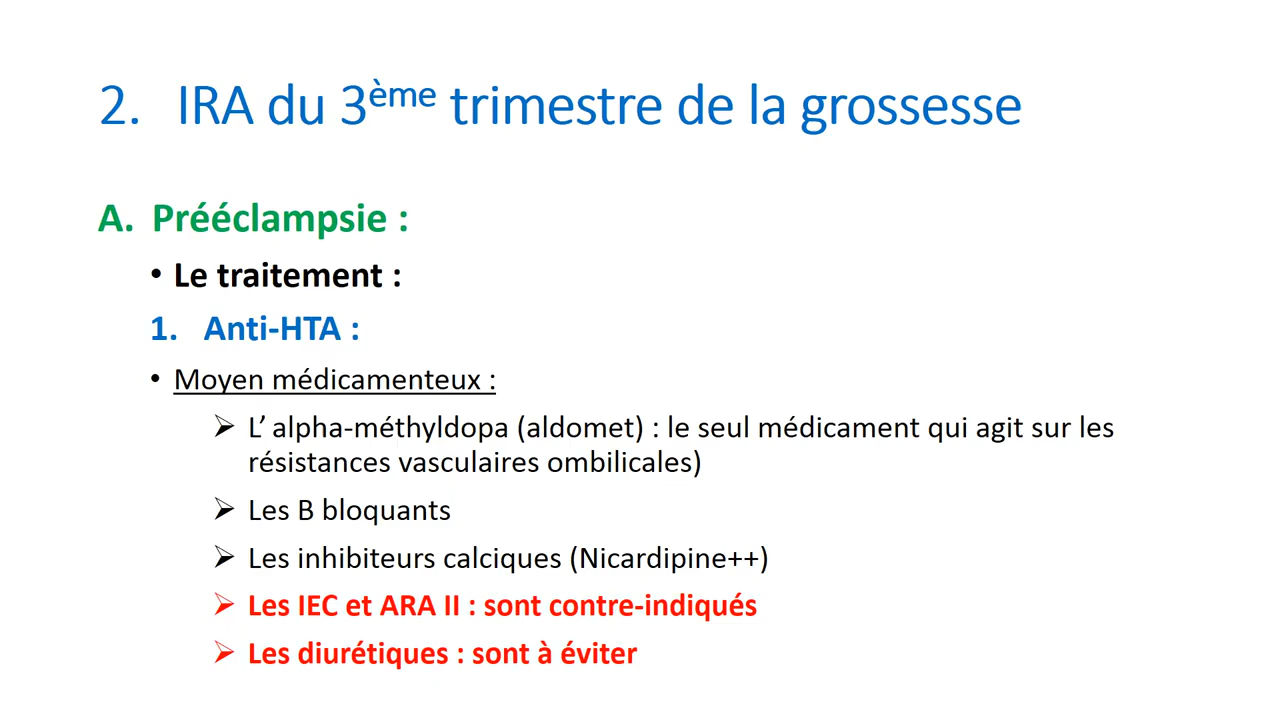 2. IRA du 3ème trimestre de la grossesse
A. Prééclampsie :
• Le traitement :
1. Anti-HTA :
• Moyen médicamenteux :
➢ L’ alpha-méthyldopa (aldomet) : le seul médicament qui agit sur les
résistances vasculaires ombilicales)
➢ Les B bloquants
➢ Les inhibiteurs calciques (Nicardipine++)
➢ Les IEC et ARA II : sont contre-indiqués
➢ Les diurétiques : sont à éviter